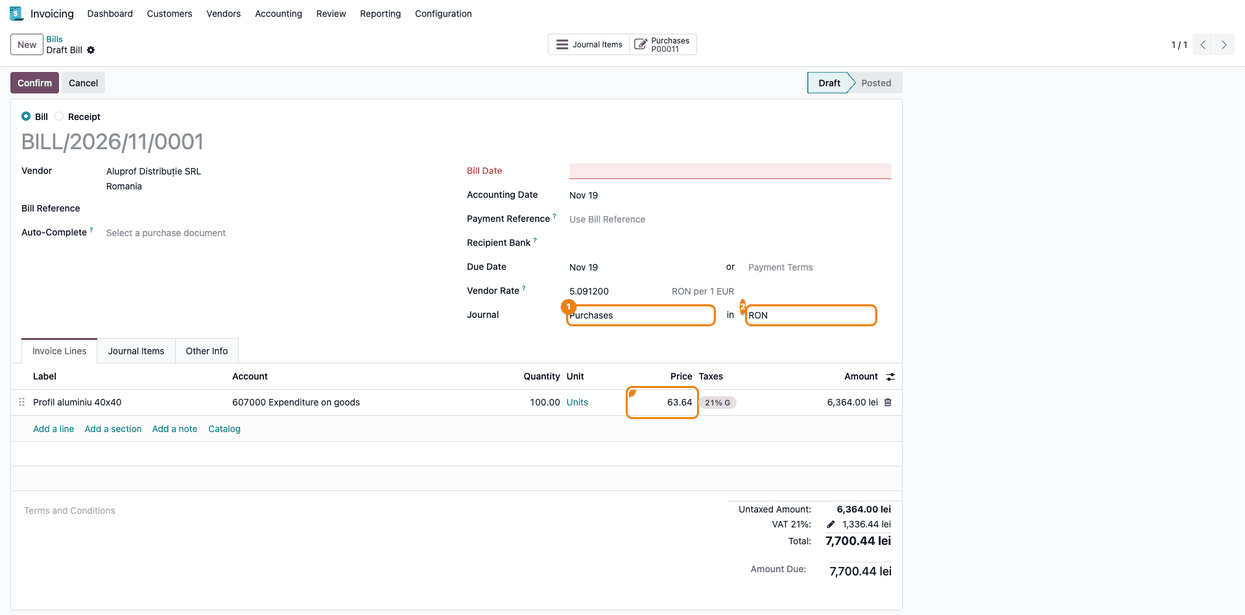 Invoicing Dashboard Customers Vendors Accounting Review Reporting Configuration
New Bills
Draft Bill
Journal Items
Purchases
P00011
1 / 1
Confirm Cancel
Draft Posted
Bill Receipt
BILL/2026/11/0001
Vendor Aluprof Distribuție SRL
Romania
Bill Reference
Auto-Complete ? Select a purchase document
Bill Date
Accounting Date Nov 19
Payment Reference ? Use Bill Reference
Recipient Bank ?
Due Date Nov 19 or Payment Terms
Vendor Rate ? 5.091200 RON per 1 EUR
1 2
Journal Purchases in RON
Invoice Lines Journal Items Other Info
Label Account Quantity Unit Price Taxes Amount
Profil aluminiu 40x40 607000 Expenditure on goods 100.00 Units 63.64 21% G 6,364.00 lei
Add a line Add a section Add a note Catalog
Terms and Conditions
Untaxed Amount: 6,364.00 lei
VAT 21%: 1,336.44 lei
Total: 7,700.44 lei
Amount Due: 7,700.44 lei